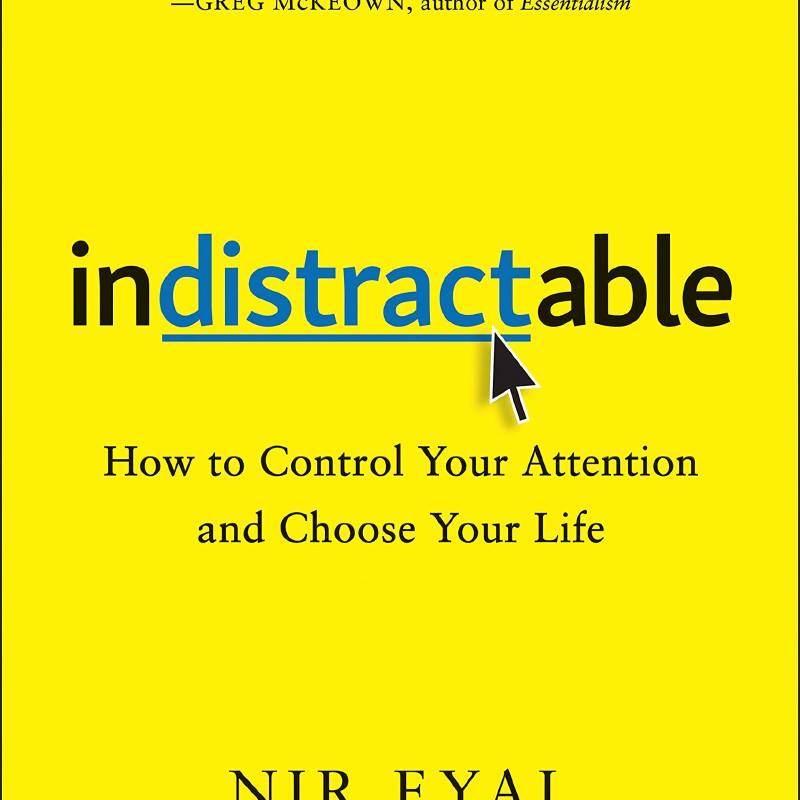 —GREG McKEOWN, author of Essentialism
indistractable
How to Control Your Attention
and Choose Your Life
NIR EYAL